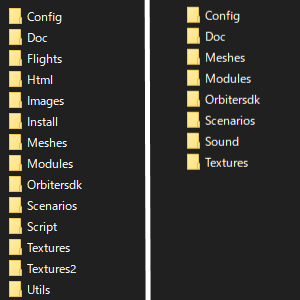 Config
Doc
Flights
Html
Images
Install
Meshes
Modules
Orbitersdk
Scenarios
Script
Textures
Textures2
Utils
Config
Doc
Meshes
Modules
Orbitersdk
Scenarios
Sound
Textures